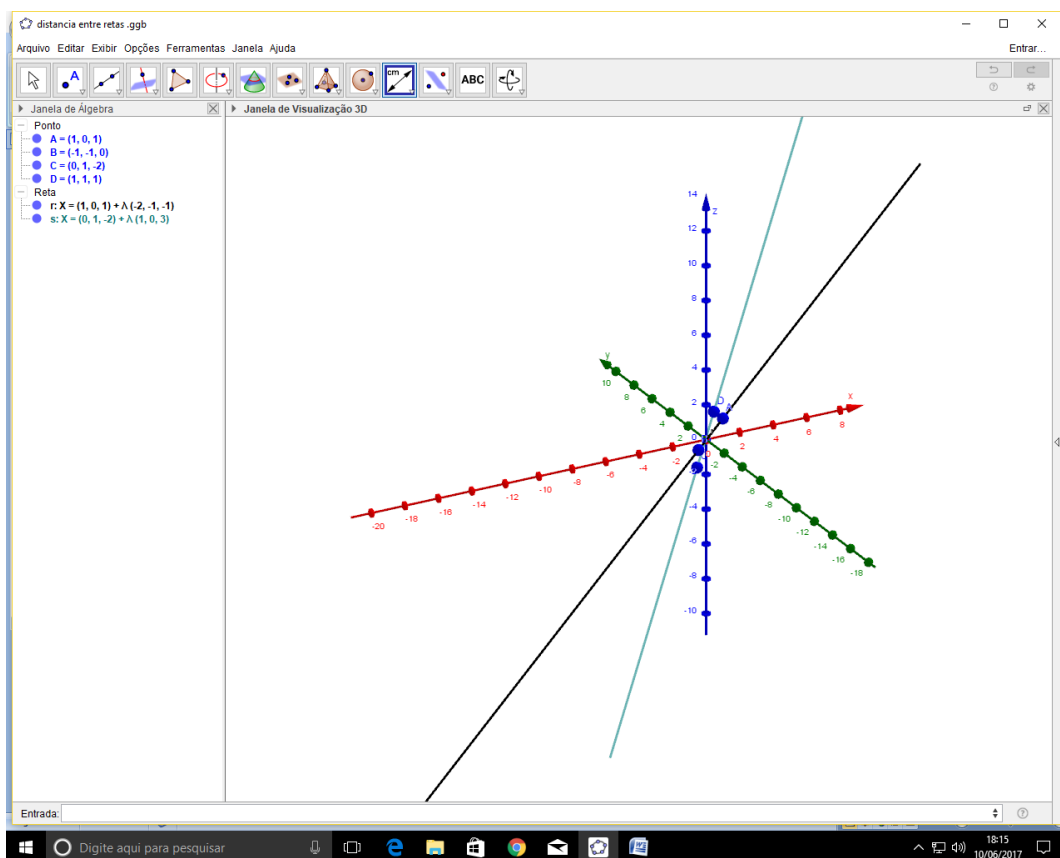 distancia entre retas .ggb
Arquivo Editar Exibir Opções Ferramentas Janela Ajuda
Entrar...
cm
ABC
Janela de Álgebra
Janela de Visualização 3D
Ponto
A = (1, 0, 1)
B = (-1, -1, 0)
C = (0, 1, -2)
D = (1, 1, 1)
Reta
r: X = (1, 0, 1) + λ (-2, -1, -1)
s: X = (0, 1, -2) + λ (1, 0, 3)
14
z
12
10
8
6
4
2
0
-4
-6
-8
-10
y
10
8
6
4
2
-2
-4
-6
-8
-10
-12
-14
-16
-18
x
8
6
4
2
-2
-4
-6
-8
-10
-12
-14
-16
-18
-20
D
A
Entrada:
Digite aqui para pesquisar
18:15
10/06/2017